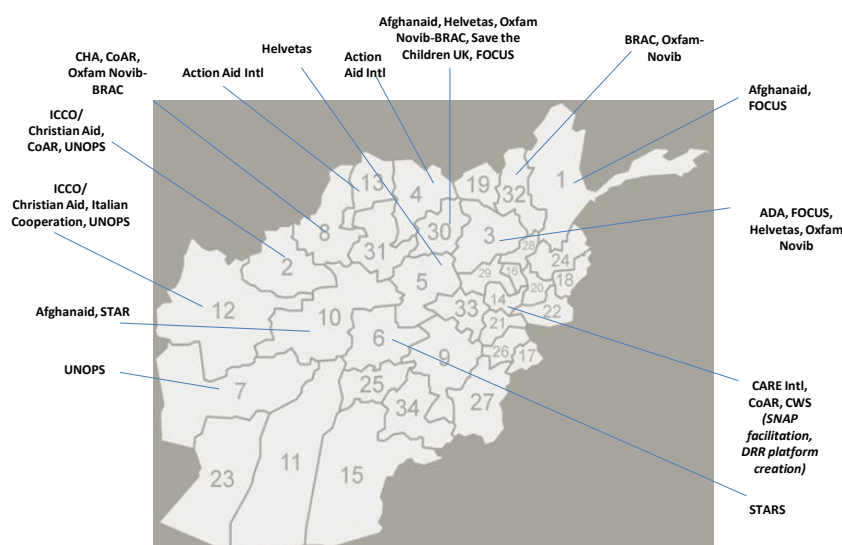 Afghanaid, Helvetas, Oxfam
Novib-BRAC, Save the
Children UK, FOCUS
Helvetas
BRAC, Oxfam-
Novib
CHA, CoAR,
Oxfam Novib-
BRAC
Action Aid Intl
Action
Aid Intl
Afghanaid,
FOCUS
ICCO/
Christian Aid,
CoAR, UNOPS
ICCO/
Christian Aid, Italian
Cooperation, UNOPS
ADA, FOCUS,
Helvetas, Oxfam
Novib
Afghanaid, STAR
UNOPS
CARE Intl,
CoAR, CWS
(SNAP
facilitation,
DRR platform
creation)
STARS
13
4
19
32
1
8
31
30
3
28
2
5
29
16
24
20
18
12
10
33
14
22
6
21
9
26
17
7
25
34
27
23
11
15